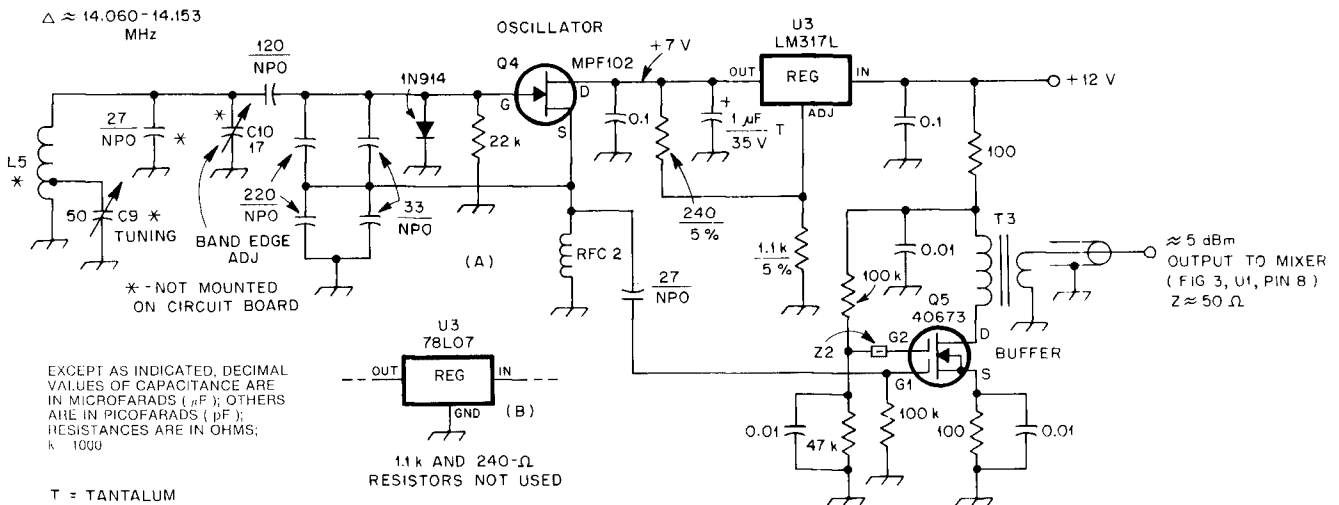 Δ ≈ 14.060-14.153
MHz
OSCILLATOR
U3
LM317L
120
NPO
1N914
Q4
MPF102
+7 V
OUT
REG
IN
+12 V
G
D
S
ADJ
27
NPO
*
*
C10
17
22 k
0.1
+
1 µF
35 V
T
0.1
100
L5
*
50
C9 *
TUNING
BAND EDGE
ADJ
220
NPO
33
NPO
240
5 %
1.1 k
5 %
0.01
T3
≈ 5 dBm
OUTPUT TO MIXER
(FIG 3, U1, PIN 8)
Z ≈ 50 Ω
RFC 2
(A)
* - NOT MOUNTED
ON CIRCUIT BOARD
27
NPO
100 k
Q5
40673
D
Z2
G2
G1
S
BUFFER
U3
78L07
OUT
REG
IN
GND
(B)
1.1 k AND 240-Ω
RESISTORS NOT USED
EXCEPT AS INDICATED, DECIMAL
VALUES OF CAPACITANCE ARE
IN MICROFARADS (µF); OTHERS
ARE IN PICOFARADS (pF);
RESISTANCES ARE IN OHMS;
k 1000
T = TANTALUM
0.01
47 k
100 k
100
0.01